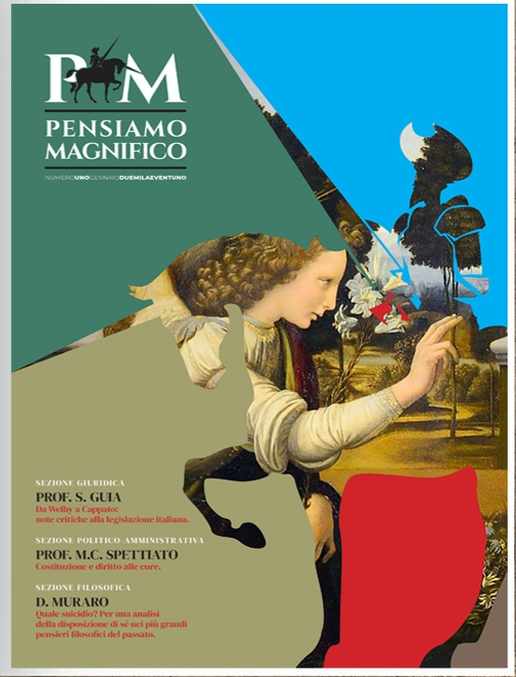 P M
PENSIAMO
MAGNIFICO
NUMEROUNOGENNAIODUEMILAEVENTUNO
SEZIONE GIURIDICA
PROF. S. GUIA
Da Welby a Cappato:
note critiche alla legislazione italiana.
SEZIONE POLITICO-AMMINISTRATIVA
PROF. M.C. SPETTIATO
Costituzione e diritto alle cure.
SEZIONE FILOSOFICA
D. MURARO
Quale suicidio? Per una analisi
della disposizione di sé nei più grandi
pensieri filosofici del passato.